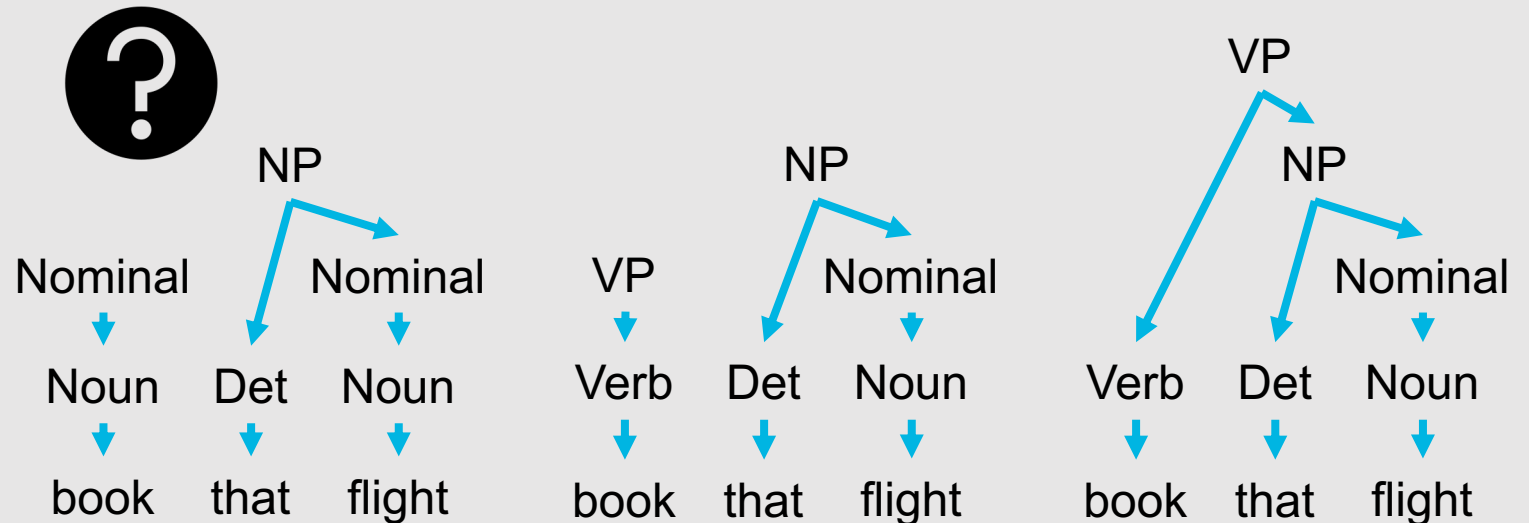 ?
VP
NP NP NP
Nominal Nominal VP Nominal Nominal
Noun Det Noun Verb Det Noun Verb Det Noun
book that flight book that flight book that flight